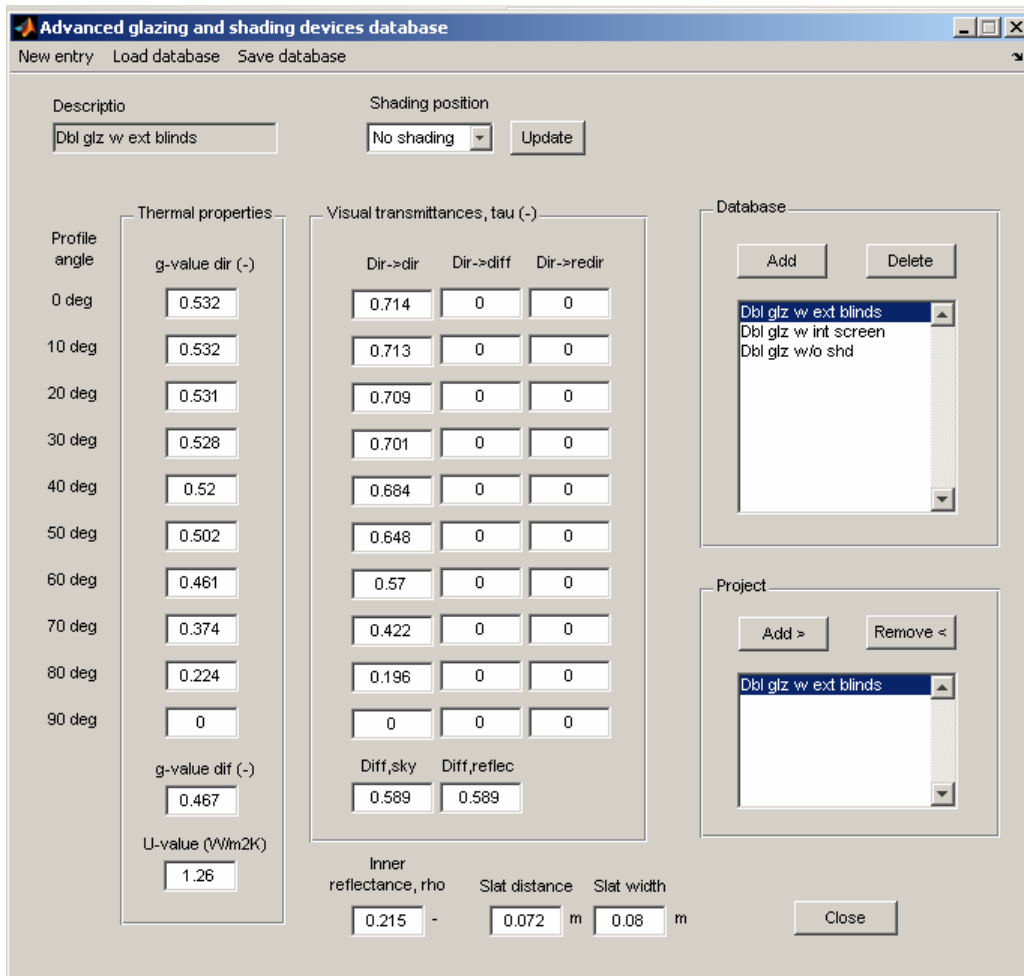 Advanced glazing and shading devices database
New entry Load database Save database
Descriptio Shading position
Dbl glz w ext blinds No shading Update
Thermal properties Visual transmittances, tau (-) Database
Profile angle g-value dir (-) Dir->dir Dir->diff Dir->redir Add Delete
0 deg 0.532 0.714 0 0
Dbl glz w ext blinds
Dbl glz w int screen
Dbl glz w/o shd
10 deg 0.532 0.713 0 0
20 deg 0.531 0.709 0 0
30 deg 0.528 0.701 0 0
40 deg 0.52 0.684 0 0
50 deg 0.502 0.648 0 0
60 deg 0.461 0.57 0 0
Project
70 deg 0.374 0.422 0 0
Add > Remove <
80 deg 0.224 0.196 0 0
Dbl glz w ext blinds
90 deg 0 0 0 0
g-value dif (-) Diff,sky Diff,reflec
0.467 0.589 0.589
U-value (W/m2K)
1.26
Inner
reflectance, rho Slat distance Slat width
0.215 - 0.072 m 0.08 m Close